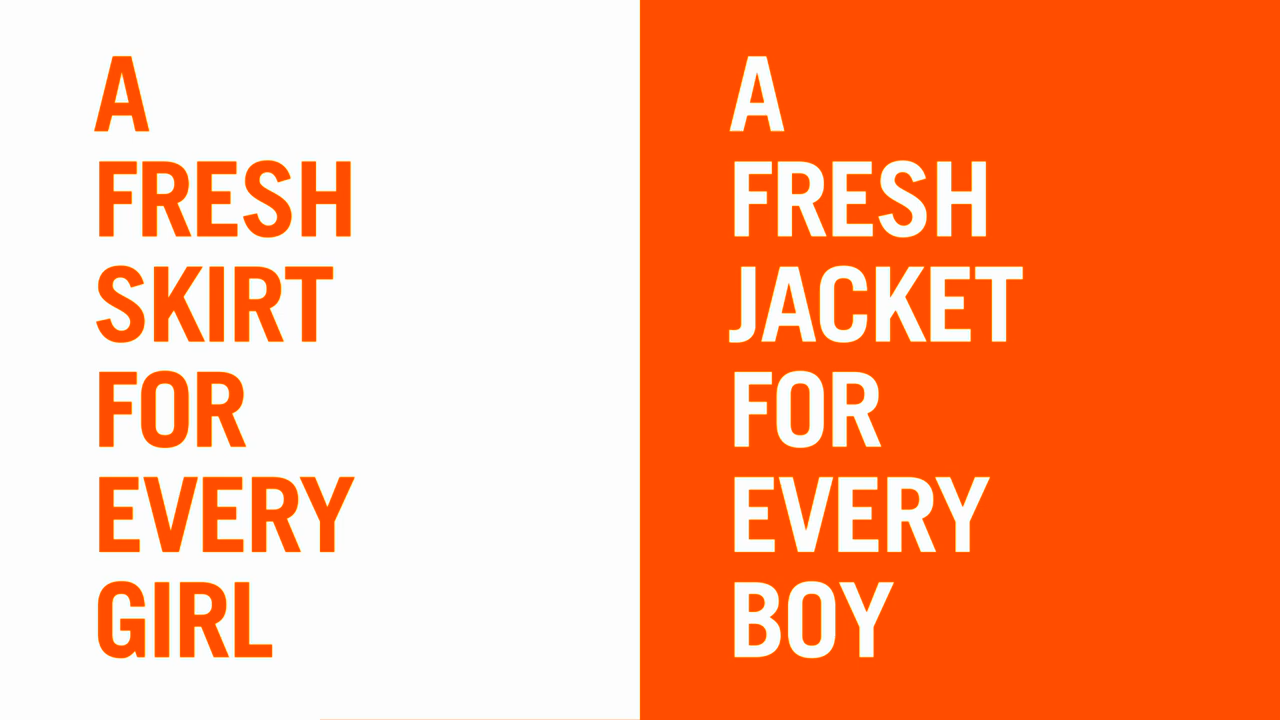 A
FRESH
SKIRT
FOR
EVERY
GIRL
A
FRESH
JACKET
FOR
EVERY
BOY